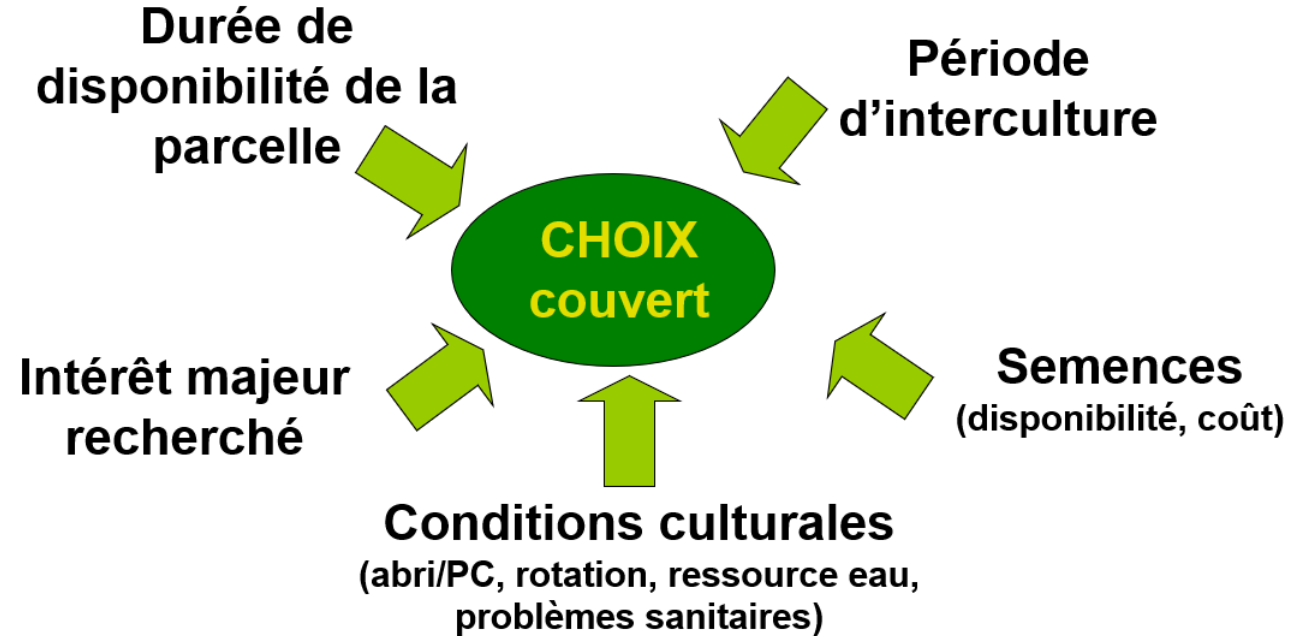 Durée de
disponibilité de la
parcelle
Période
d’interculture
CHOIX
couvert
Intérêt majeur
recherché
Semences
(disponibilité, coût)
Conditions culturales
(abri/PC, rotation, ressource eau,
problèmes sanitaires)